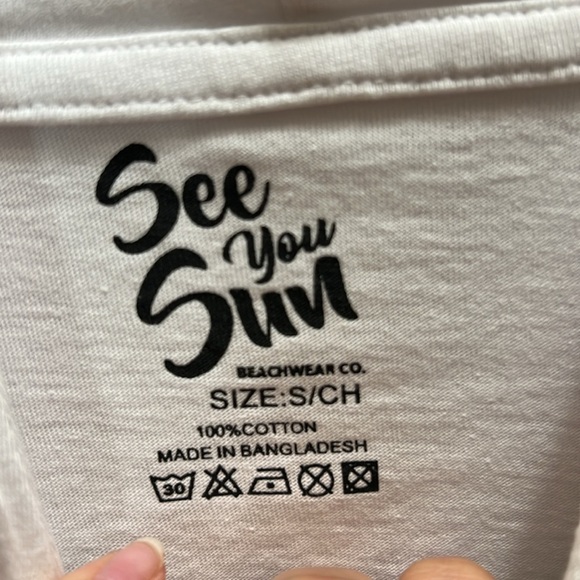 See
You
Sun
BEACHWEAR CO.
SIZE:S/CH
100%COTTON
MADE IN BANGLADESH
30